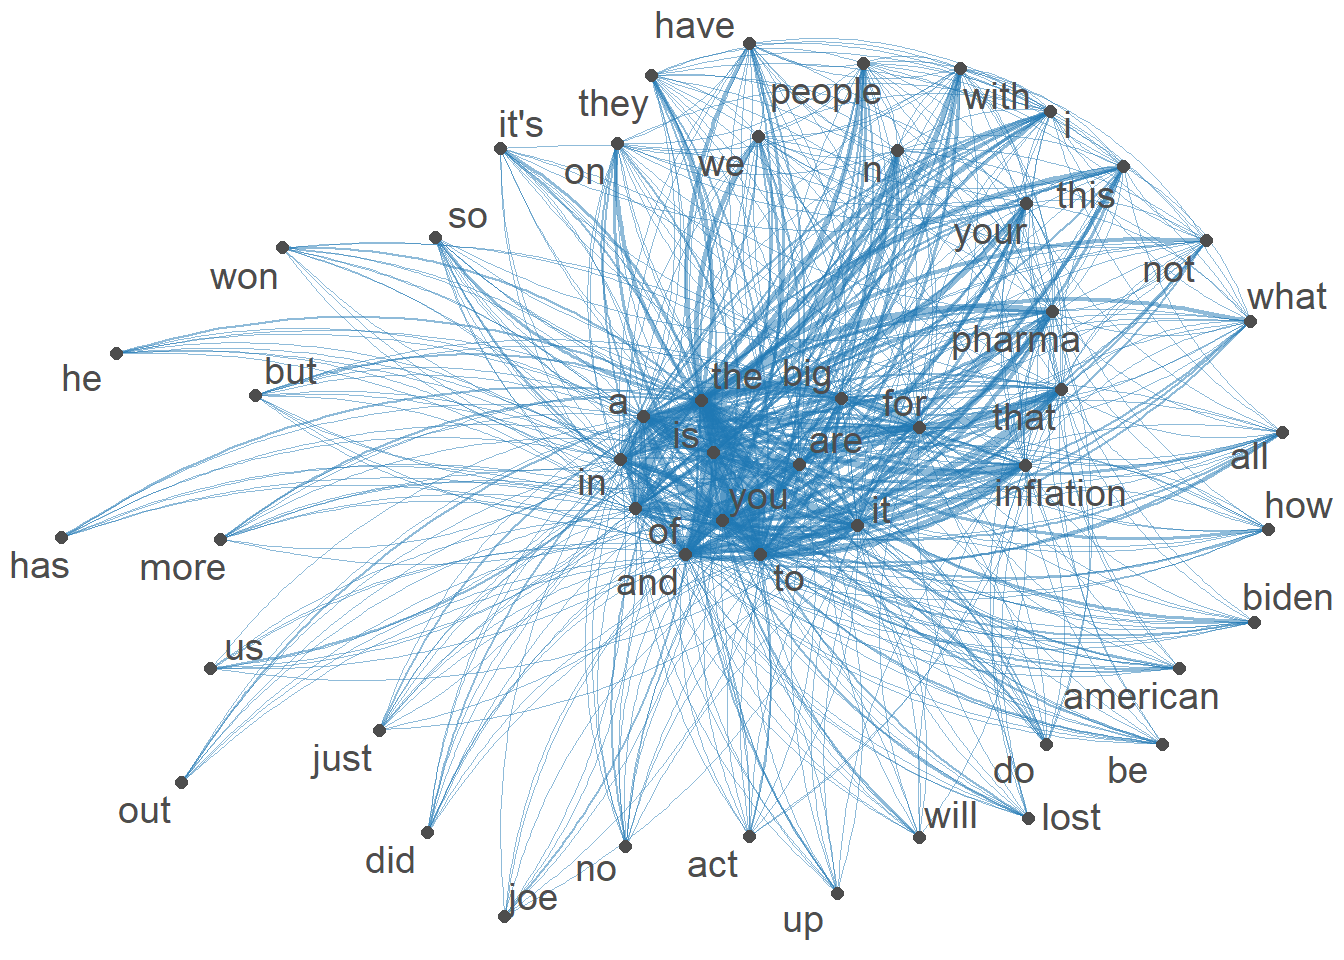 have
people
they
with
it's
i
on
we
n
this
so
your
won
not
what
pharma
he
but
the
big
a
for
that
is
are
all
in
you
inflation
how
of
it
has
more
and
to
biden
us
american
just
do
be
out
will
lost
did
no
act
joe
up